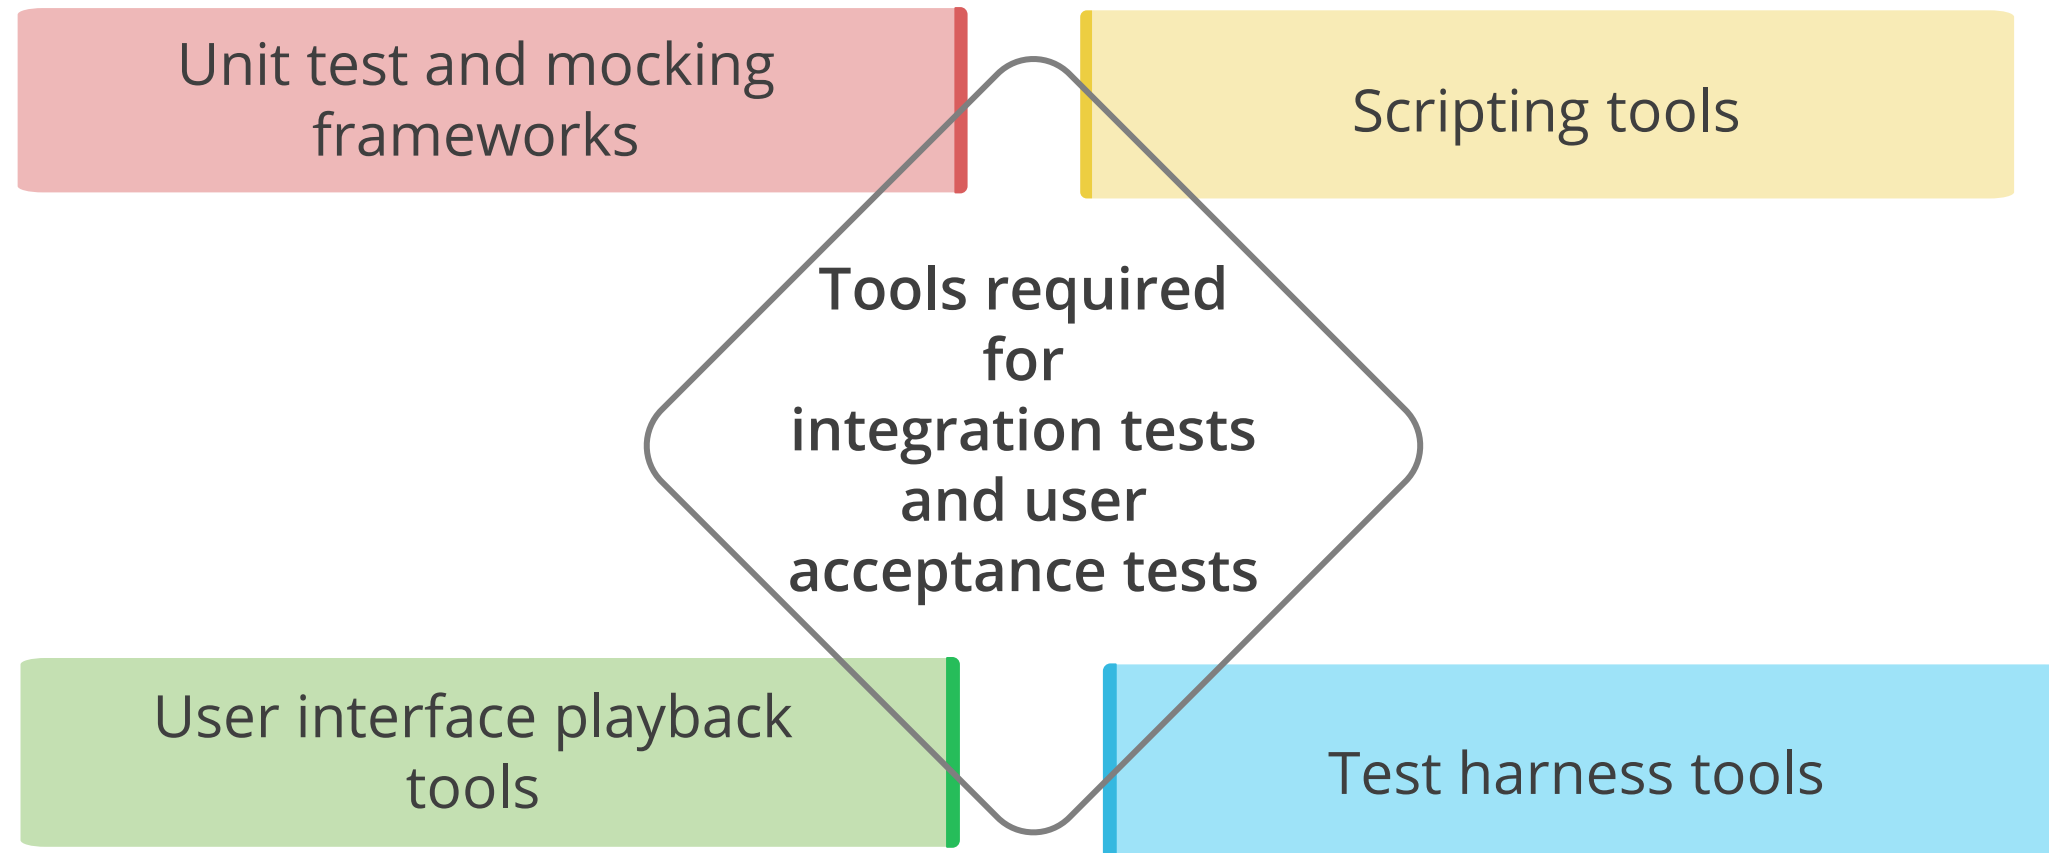 Unit test and mocking
frameworks
Scripting tools
Tools required
for
integration tests
and user
acceptance tests
User interface playback
tools
Test harness tools